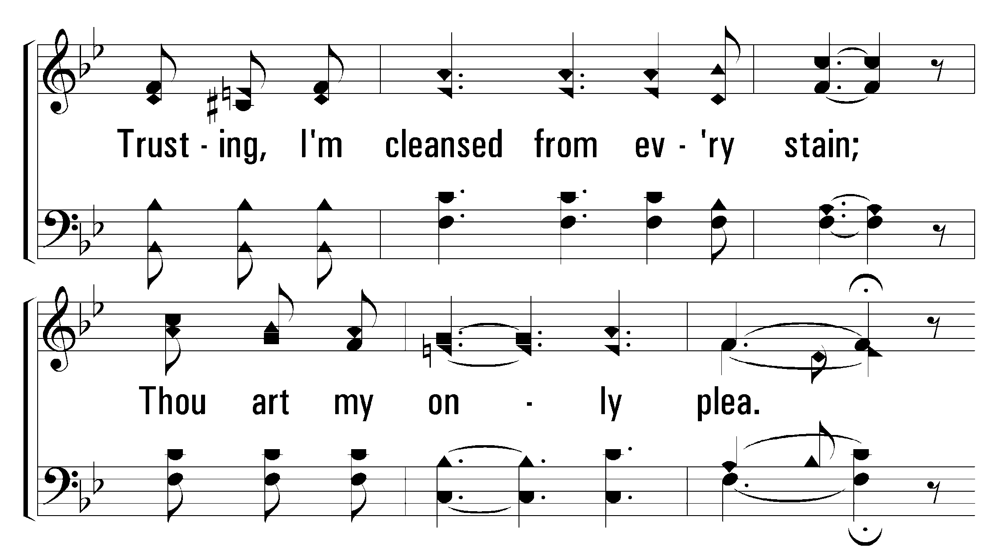 Trust - ing, I'm cleansed from ev - 'ry stain;
Thou art my on - ly plea.